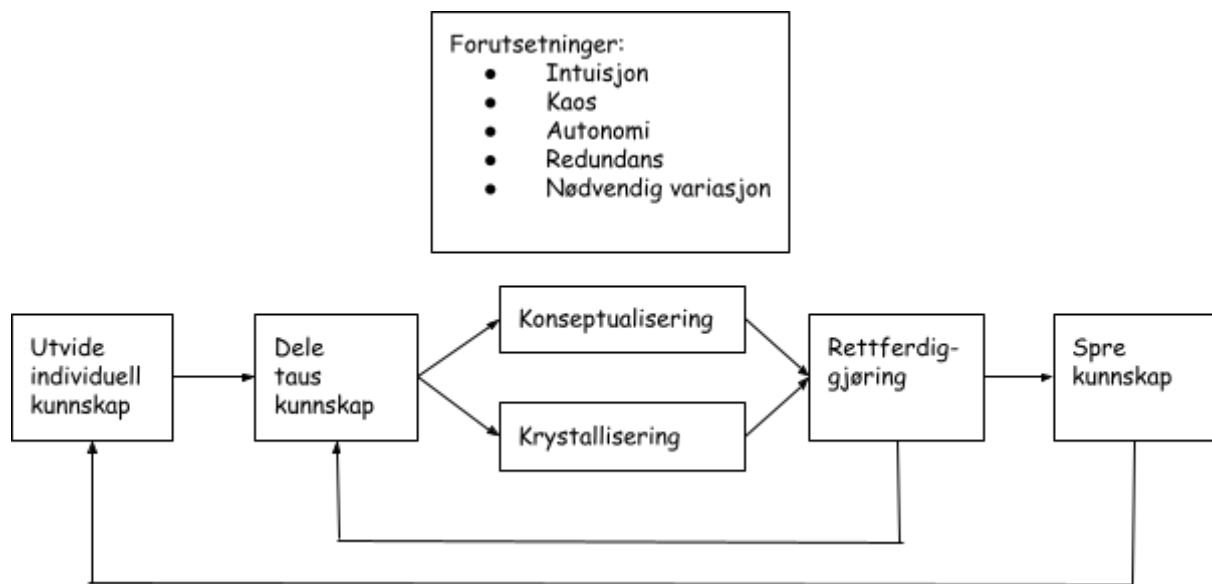 Forutsetninger:
● Intuisjon
● Kaos
● Autonomi
● Redundans
● Nødvendig variasjon
Utvide
individuell
kunnskap
Dele
taus
kunnskap
Konseptualisering
Krystallisering
Rettferdig-
gjøring
Spre
kunnskap